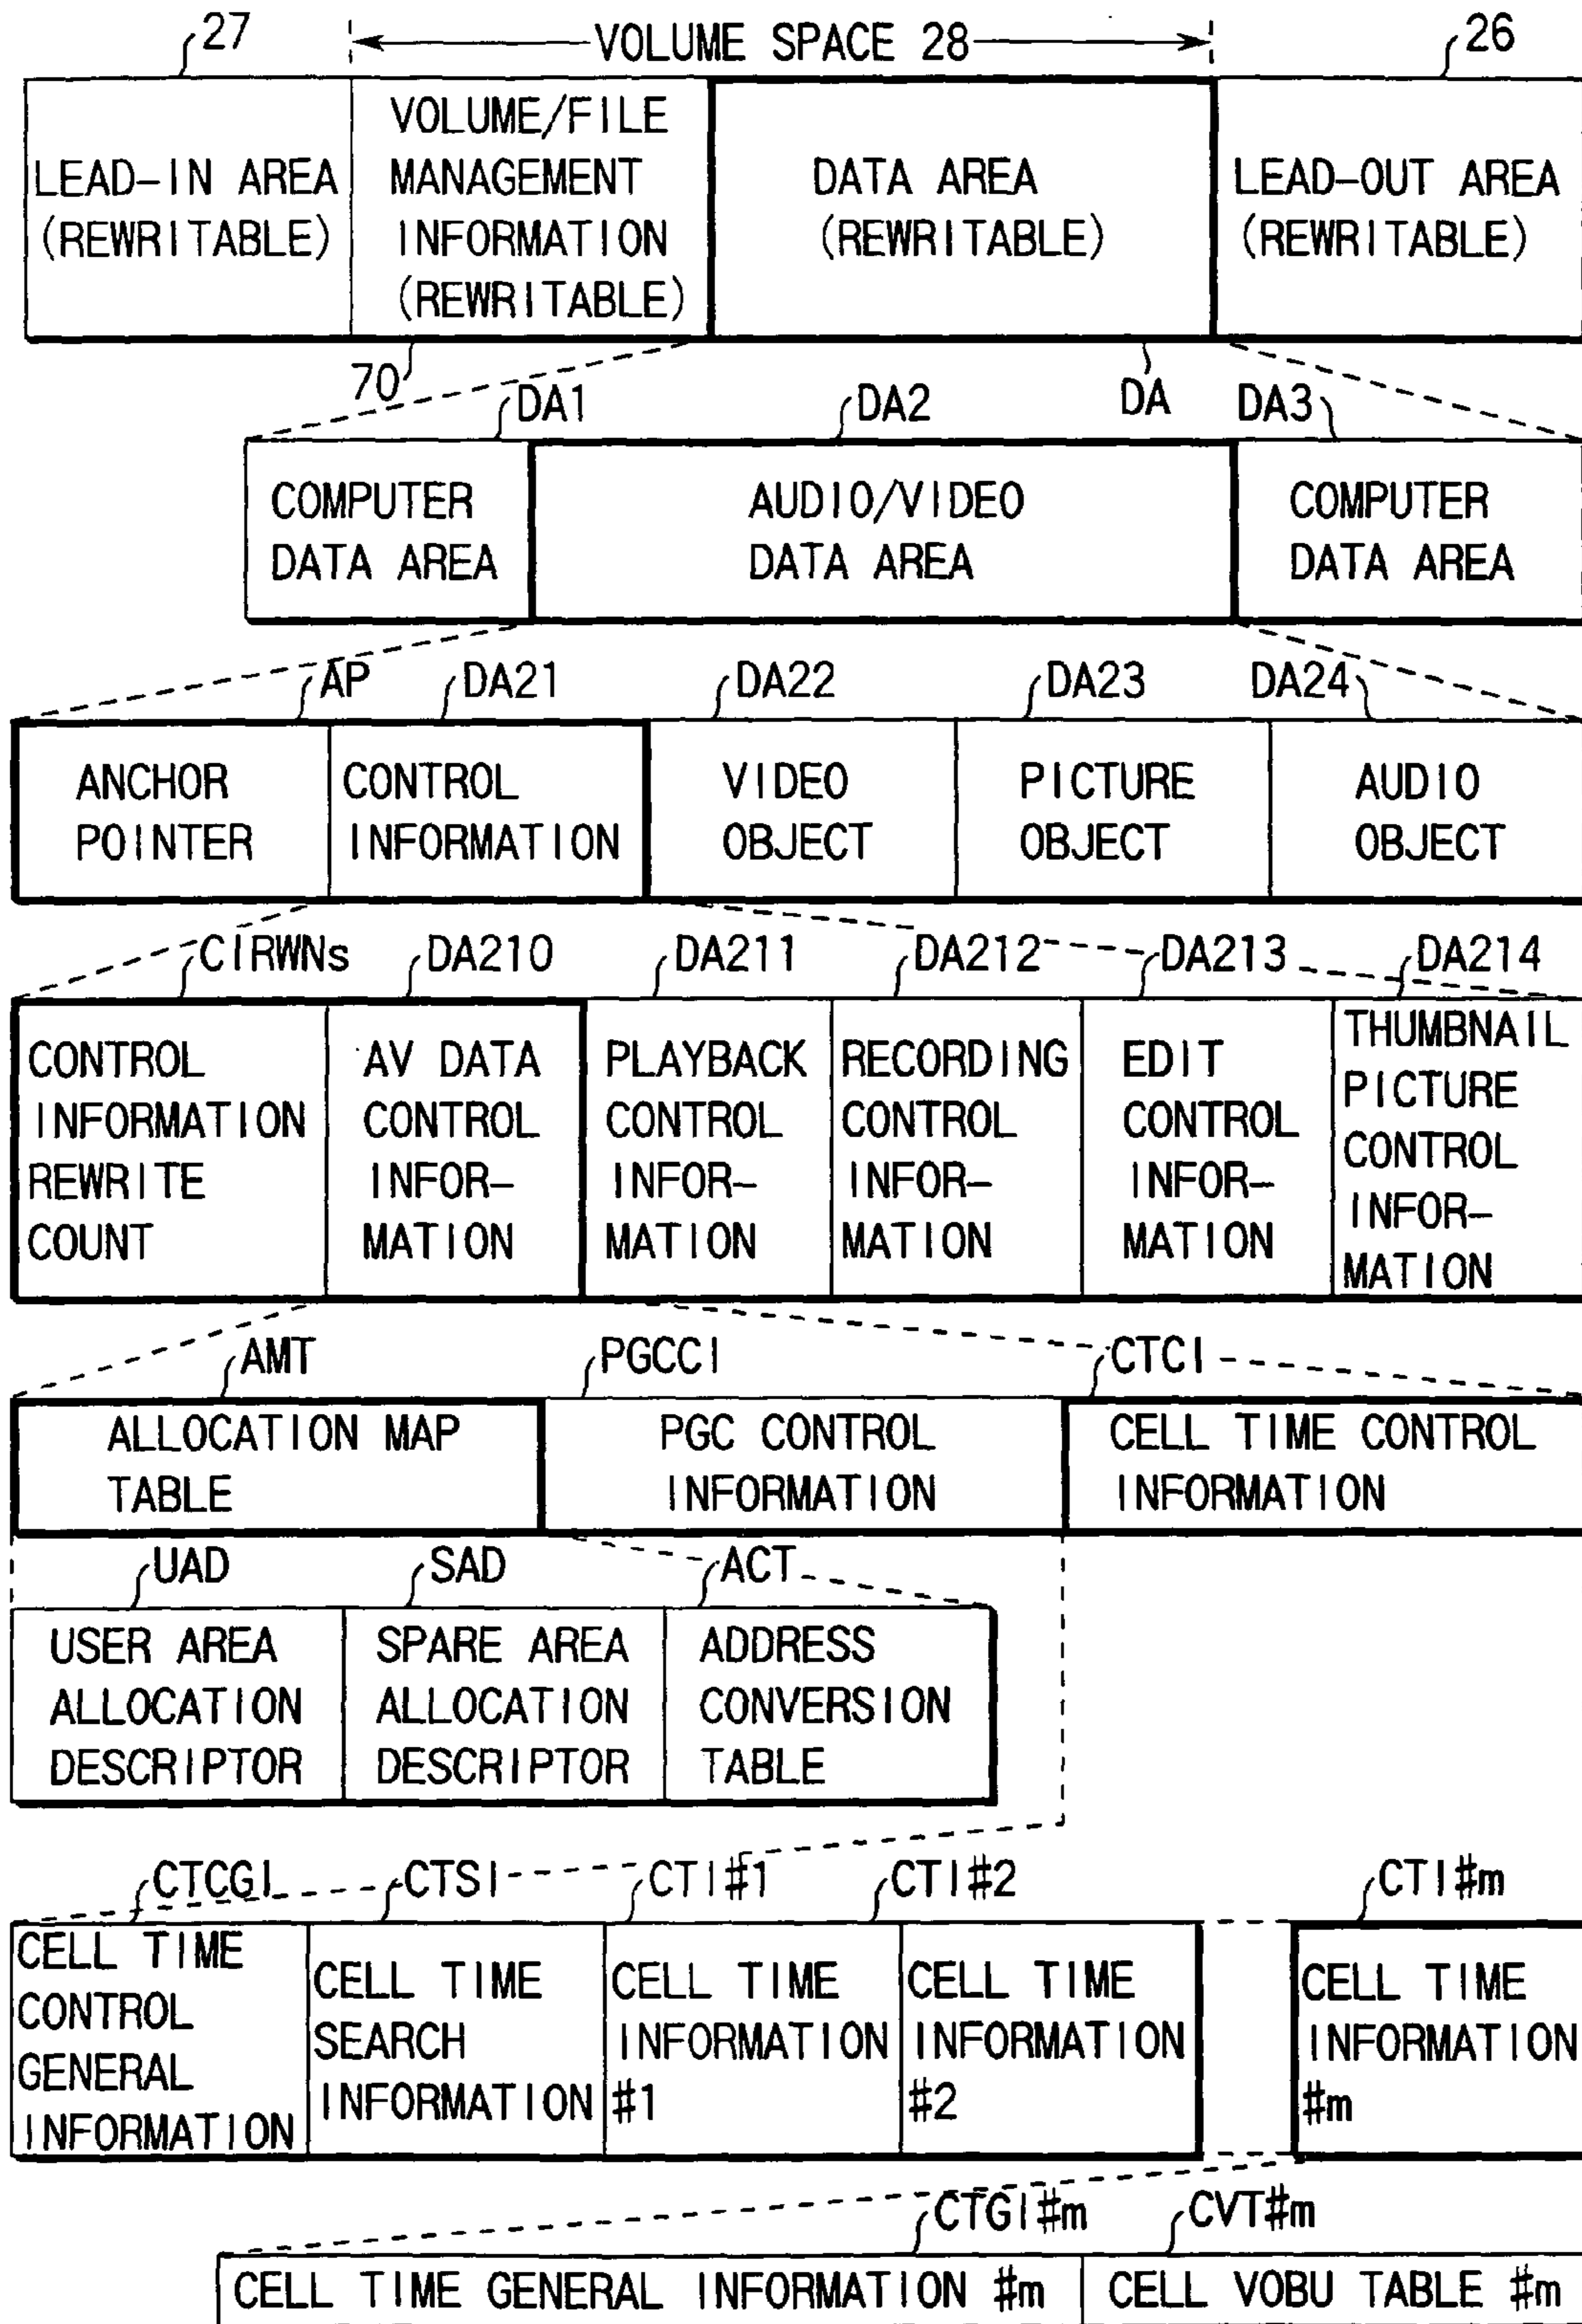 27
VOLUME SPACE 28
26
LEAD-IN AREA
(REWRITABLE)
VOLUME/FILE
MANAGEMENT
INFORMATION
(REWRITABLE)
DATA AREA
(REWRITABLE)
LEAD-OUT AREA
(REWRITABLE)
70
DA1
DA2
DA
DA3
COMPUTER
DATA AREA
AUDIO/VIDEO
DATA AREA
COMPUTER
DATA AREA
AP
DA21
DA22
DA23
DA24
ANCHOR
POINTER
CONTROL
INFORMATION
VIDEO
OBJECT
PICTURE
OBJECT
AUDIO
OBJECT
CIRWNs
DA210
DA211
DA212
DA213
DA214
CONTROL
INFORMATION
REWRITE
COUNT
AV DATA
CONTROL
INFOR-
MATION
PLAYBACK
CONTROL
INFOR-
MATION
RECORDING
CONTROL
INFOR-
MATION
EDIT
CONTROL
INFOR-
MATION
THUMBNAIL
PICTURE
CONTROL
INFOR-
MATION
AMT
PGCCI
CTCI
ALLOCATION MAP
TABLE
PGC CONTROL
INFORMATION
CELL TIME CONTROL
INFORMATION
UAD
SAD
ACT
USER AREA
ALLOCATION
DESCRIPTOR
SPARE AREA
ALLOCATION
DESCRIPTOR
ADDRESS
CONVERSION
TABLE
CTCGI
CTSI
CTI#1
CTI#2
CTI#m
CELL TIME
CONTROL
GENERAL
INFORMATION
CELL TIME
SEARCH
INFORMATION
CELL TIME
INFORMATION
#1
CELL TIME
INFORMATION
#2
CELL TIME
INFORMATION
#m
CTGI#m
CVT#m
CELL TIME GENERAL INFORMATION #m
CELL VOBU TABLE #m